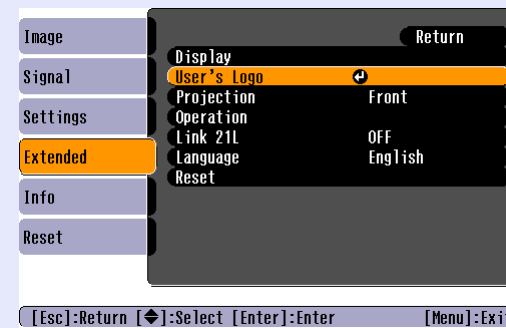 Image
Signal
Settings
Extended
Info
Reset
Return
Display
User's Logo
Projection Front
Operation
Link 21L OFF
Language English
Reset
[Esc]:Return [◆]:Select [Enter]:Enter [Menu]:Exit